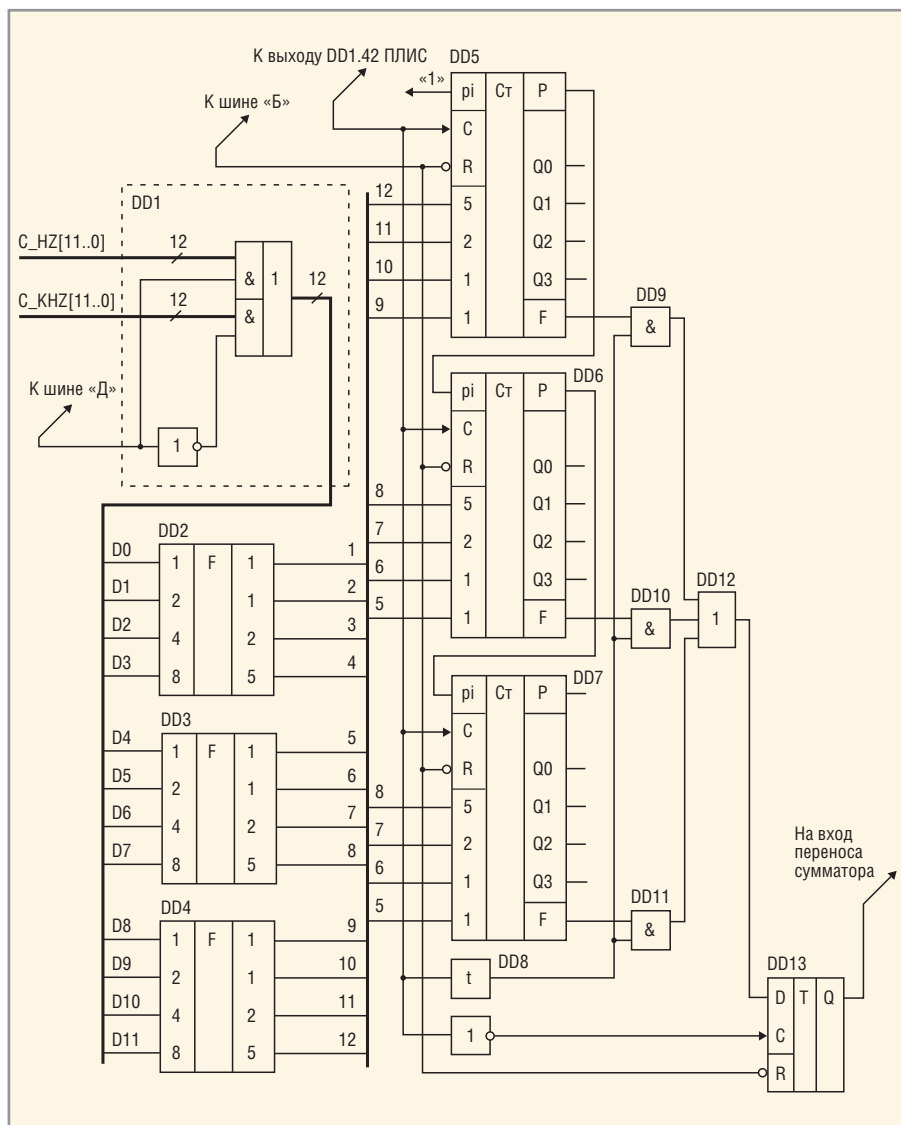 К выходу DD1.42 ПЛИС
DD5
«1»
К шине «Б»
pi Ст P
C
R Q0
5 Q1
2 Q2
1 Q3
1 F
12
11
10
9
DD1
C_HZ[11..0] 12
& 1 12
C_KHZ[11..0] 12
&
К шине «Д»
1
DD9
&
DD6
pi Ст P
C
R Q0
5 Q1
2 Q2
1 Q3
1 F
8
7
6
5
DD10
&
DD12
1
DD2
D0 1 F 1 1
D1 2 1 2
D2 4 2 3
D3 8 5 4
DD7
pi Ст P
C
R Q0
5 Q1
2 Q2
1 Q3
1 F
8
7
6
5
DD3
D4 1 F 1 5
D5 2 1 6
D6 4 2 7
D7 8 5 8
DD11
&
На вход
переноса
сумматора
DD4
D8 1 F 1 9
D9 2 1 10
D10 4 2 11
D11 8 5 12
t DD8
1
DD13
D T Q
C
R